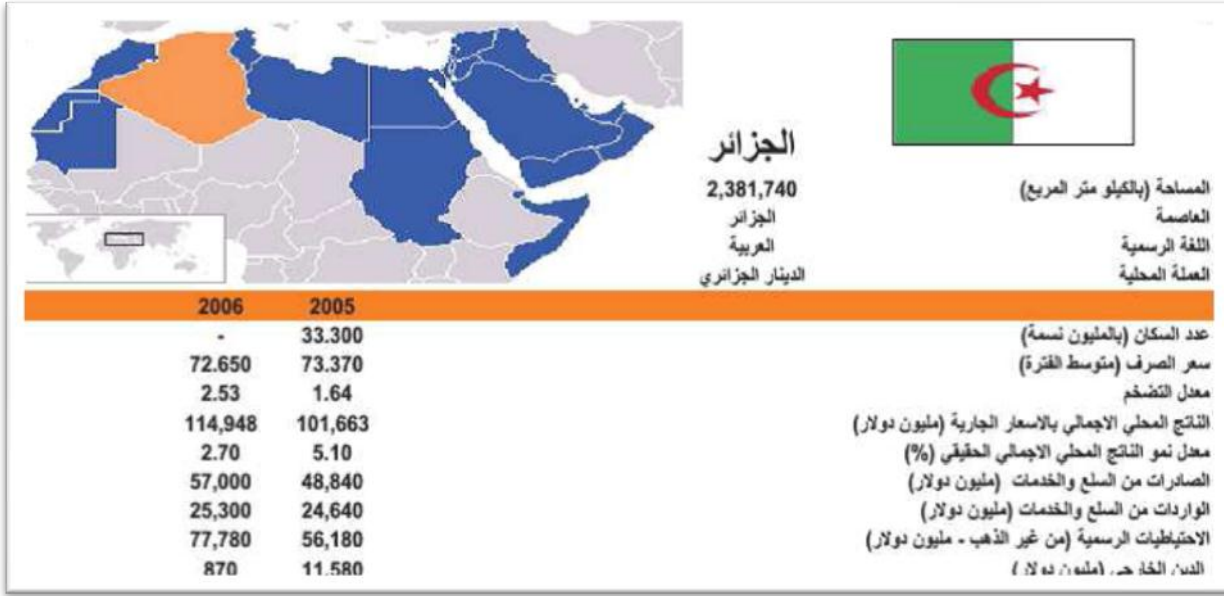 الجزائر
المساحة (بالكيلو متر المربع) 2,381,740
العاصمة الجزائر
اللغة الرسمية العربية
العملة المحلية الدينار الجزائري
2005 2006
عدد السكان (بالمليون نسمة) 33.300 -
سعر الصرف (متوسط الفترة) 73.370 72.650
معدل التضخم 1.64 2.53
الناتج المحلي الاجمالي بالاسعار الجارية (مليون دولار) 101,663 114,948
معدل نمو الناتج المحلي الاجمالي الحقيقي (%) 5.10 2.70
الصادرات من السلع والخدمات (مليون دولار) 48,840 57,000
الواردات من السلع والخدمات (مليون دولار) 24,640 25,300
الاحتياطيات الرسمية (من غير الذهب - مليون دولار) 56,180 77,780
الدين الخارجي (مليون دولار) 11,580 870